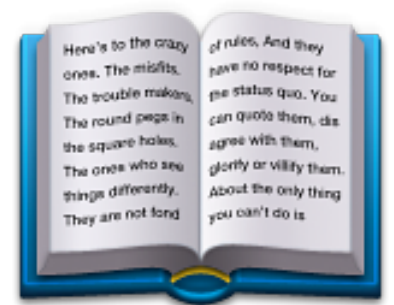 Here's to the crazy
ones. The misfits.
The trouble makers,
The round pegs in
the square holes.
The ones who see
things differently.
They are not fond
of rules, And they
have no respect for
the status quo. You
can quote them, dis
agree with them,
glorify or villify them.
About the only thing
you can't do is